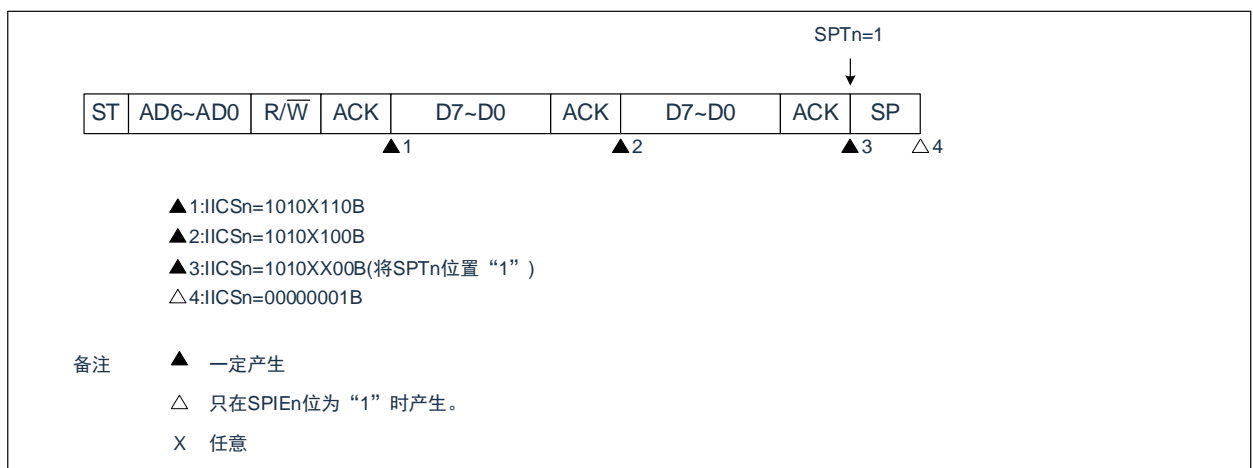 SPTn=1
ST AD6~AD0 R/W̅ ACK D7~D0 ACK D7~D0 ACK SP
▲1 ▲2 ▲3 △4
▲1:IICSn=1010X110B
▲2:IICSn=1010X100B
▲3:IICSn=1010XX00B(将SPTn位置“1”)
△4:IICSn=00000001B
备注 ▲ 一定产生
△ 只在SPIEn位为“1”时产生。
X 任意